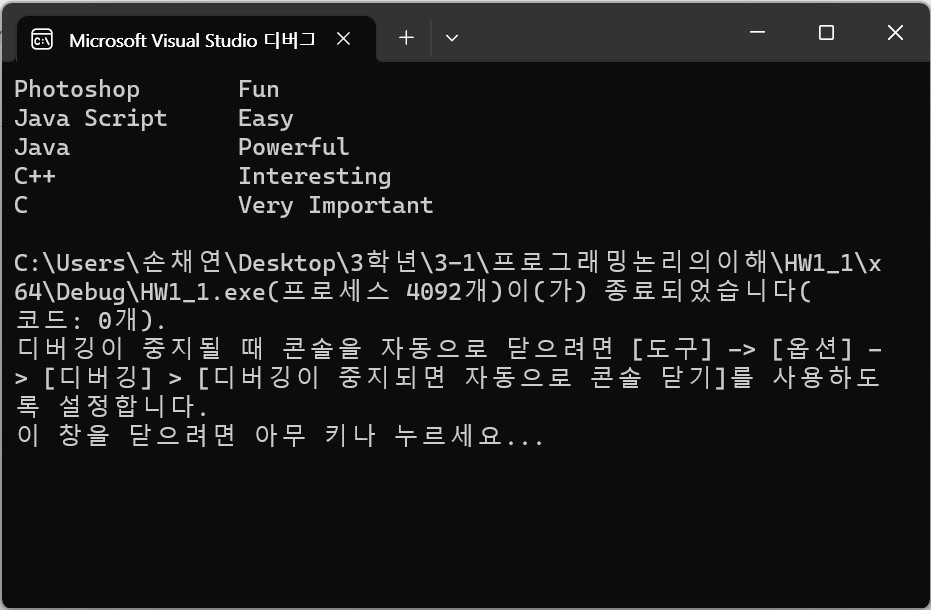 Microsoft Visual Studio 디버그
Photoshop Fun
Java Script Easy
Java Powerful
C++ Interesting
C Very Important
C:\Users\손채연\Desktop\3학년\3-1\프로그래밍논리의이해\HW1_1\x
64\Debug\HW1_1.exe(프로세스 4092개)이(가) 종료되었습니다(
코드: 0개).
디버깅이 중지될 때 콘솔을 자동으로 닫으려면 [도구] -> [옵션] -
> [디버깅] > [디버깅이 중지되면 자동으로 콘솔 닫기]를 사용하도
록 설정합니다.
이 창을 닫으려면 아무 키나 누르세요...